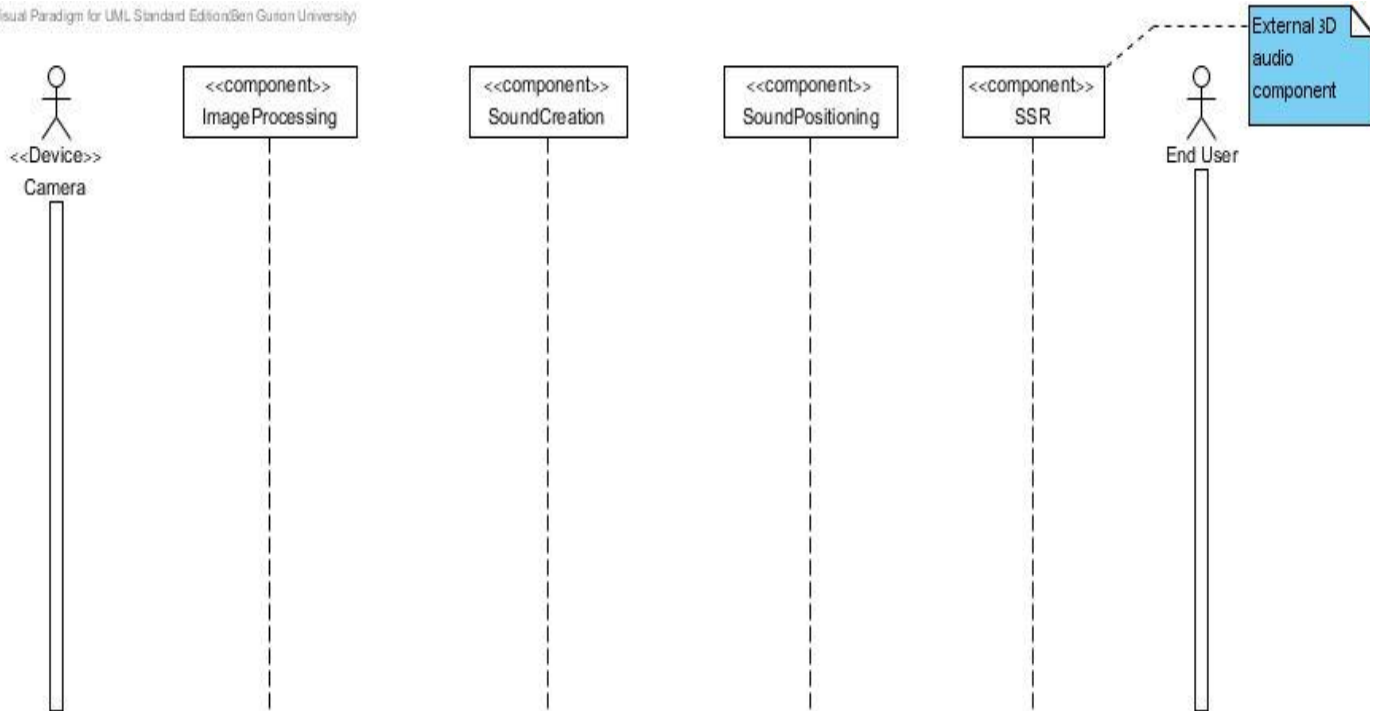 isual Paradigm for UML Standard Edition(Ben Gurion University)
External 3D
audio
component
<<component>>
ImageProcessing
<<component>>
SoundCreation
<<component>>
SoundPositioning
<<component>>
SSR
<<Device>>
Camera
End User